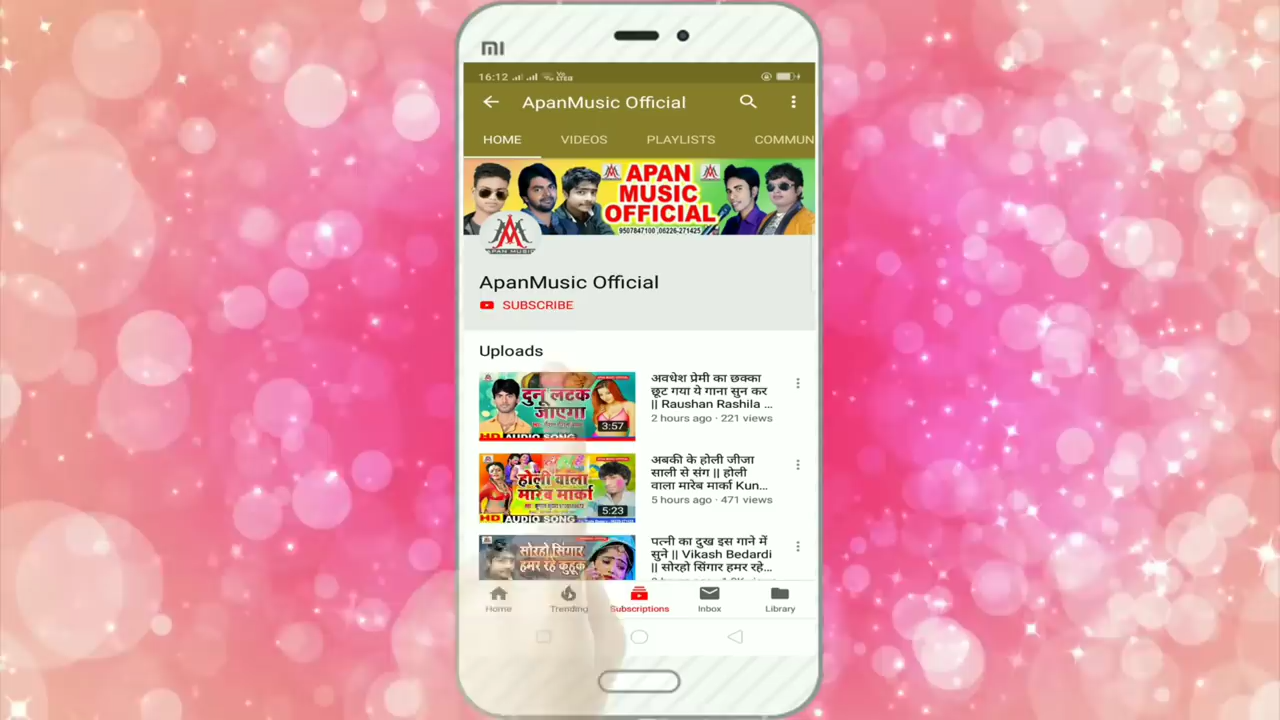 mi
16:12
ApanMusic Official
HOME VIDEOS PLAYLISTS COMMUN
APAN
MUSIC
OFFICIAL
9507847100 ,06226-271425
APAN MUSIC
ApanMusic Official
SUBSCRIBE
Uploads
दुनु लटक
जाएगा
3:57
HD AUDIO SONG
अवधेश प्रेमी का छक्का
छूट गया ये गाना सुन कर
|| Raushan Rashila ...
2 hours ago · 221 views
होली वाला
मारेब मार्का
5:23
HD AUDIO SONG
अबकी के होली जीजा
साली से संग || होली
वाला मारेब मार्का Kun...
5 hours ago · 471 views
सोरहो सिंगार
हमर रहे कुहूक
पत्नी का दुख इस गाने में
सुने || Vikash Bedardi
|| सोरहो सिंगार हमर रहे...
Home Trending Subscriptions Inbox Library